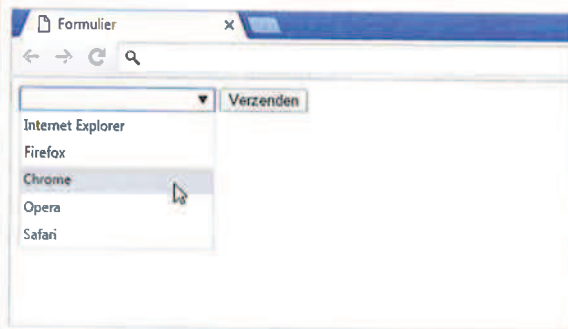 Formulier
Verzenden
Internet Explorer
Firefox
Chrome
Opera
Safari